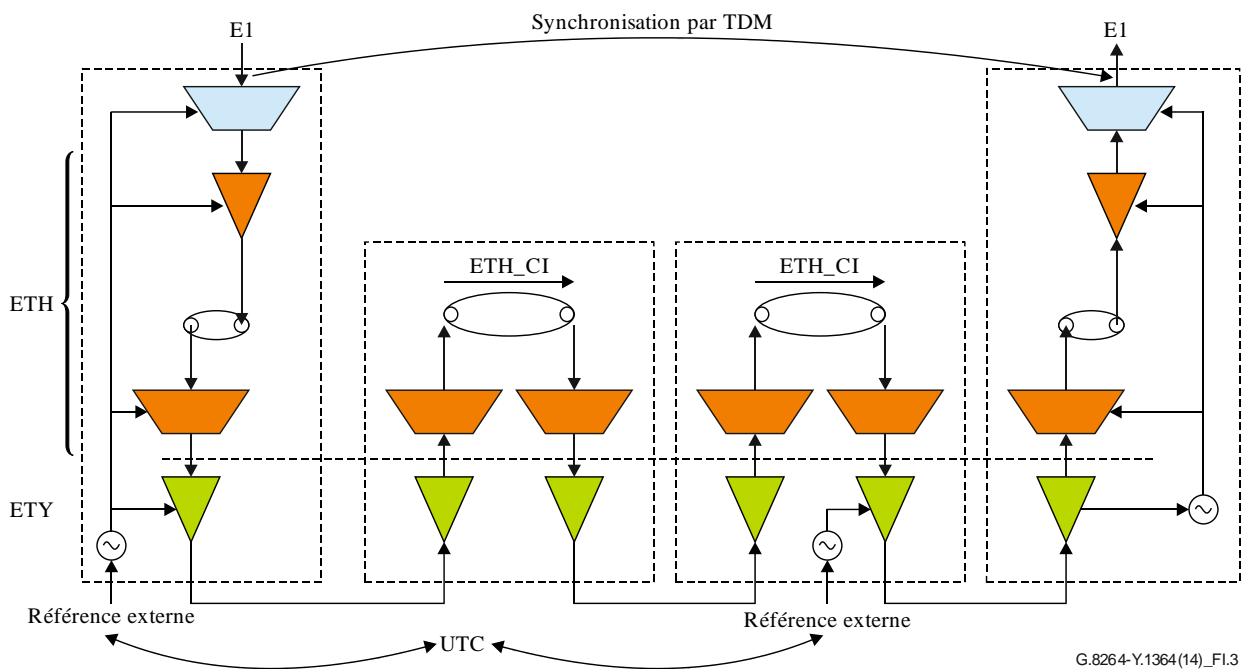 Synchronisation par TDM
E1
E1
ETH_CI
ETH_CI
ETH
ETY
Référence externe
Référence externe
UTC
G.8264-Y.1364(14)_FI.3